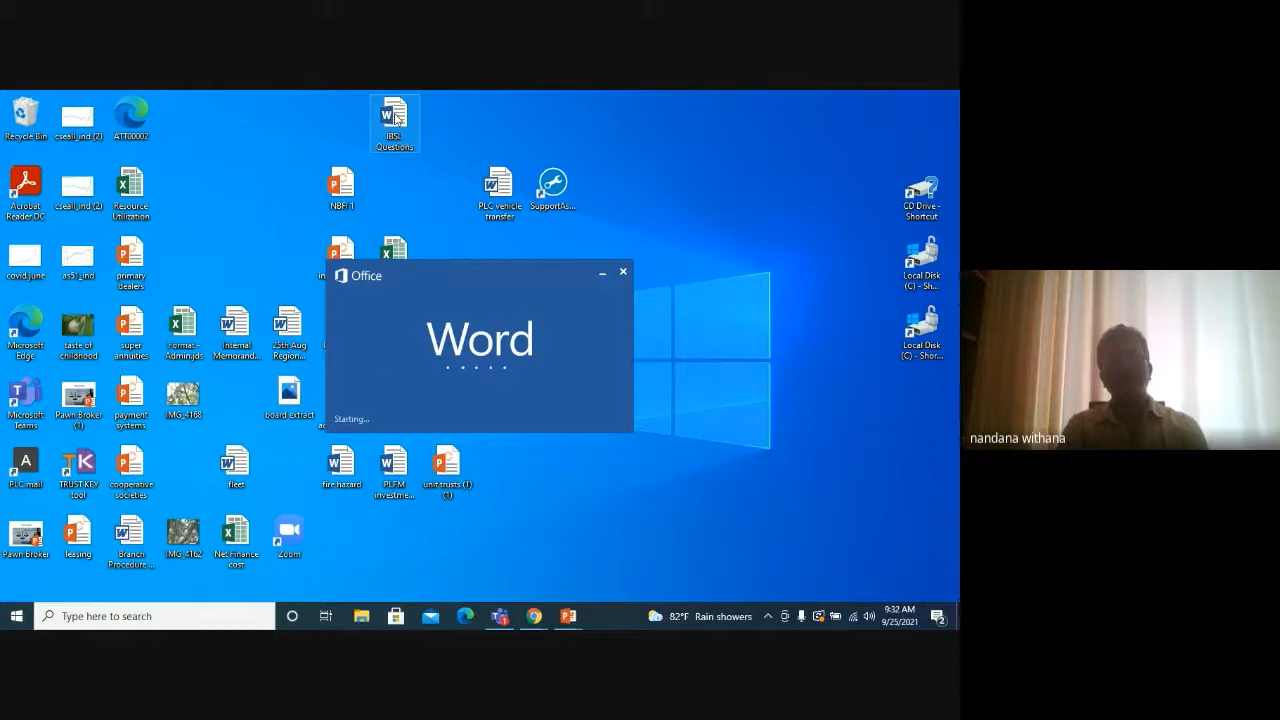 IBSL
Questions
Recycle Bin
cseall_ind (2)
ATT00002
Acrobat
Reader DC
cseall_ind (2)
Resource
Utilization
NBFI 1
PLC vehicle
transfer
SupportAs...
CD Drive -
Shortcut
covid.june
as51_ind
primary
dealers
Local Disk
(C) - Sh...
Office
Word
Starting...
Microsoft
Edge
taste of
childhood
super
annuities
Format -
Admin.jds
Internal
Memorand...
25th Aug
Region...
Local Disk
(C) - Shor...
Microsoft
Teams
Pawn Broker
(1)
payment
systems
IMG_4168
board extract
PLC mail
TRUST KEY
tool
cooperative
societies
fleet
fire hazard
PLFM
investme...
unit trusts (1)
(1)
Pawn Broker
leasing
Branch
Procedure ...
IMG_4162
Net Finance
cost
Zoom
Type here to search
82°F Rain showers
9:32 AM
9/25/2021
2
nandana withana